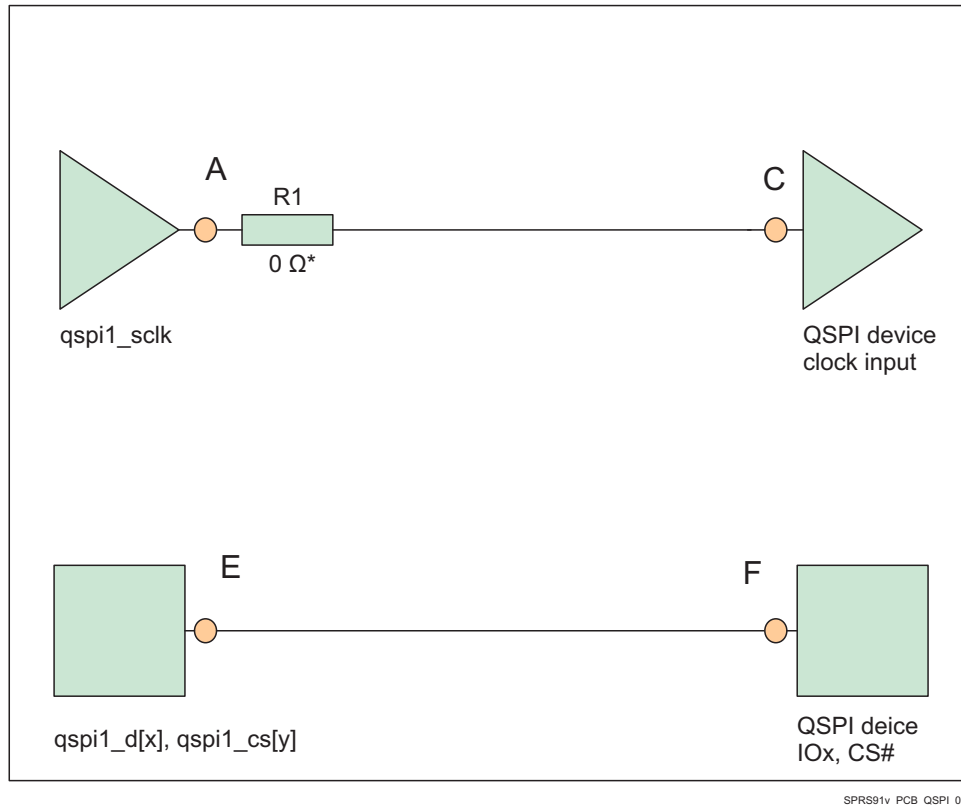 A
R1
0 Ω*
qspi1_sclk
C
QSPI device
clock input
E
F
qspi1_d[x], qspi1_cs[y]
QSPI deice
IOx, CS#
SPRS91v_PCB_QSPI_0